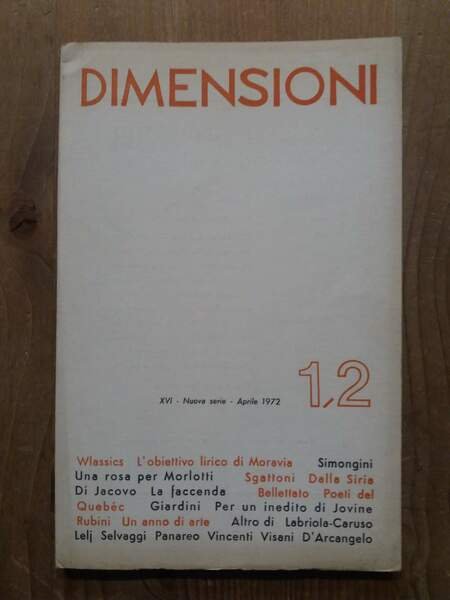 DIMENSIONI
1,2
XVI - Nuova serie - Aprile 1972
Wlassics L'obiettivo lirico di Moravia Simongini
Una rosa per Morlotti Sgattoni Dalla Siria
Di Jacovo La faccenda Bellettato Poeti del
Quebèc Giardini Per un inedito di Jovine
Rubini Un anno di arte Altro di Labriola-Caruso
Lelj Selvaggi Panareo Vincenti Visani D'Arcangelo